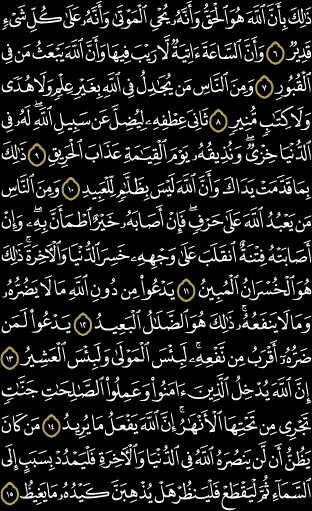 ذَٰلِكَ بِأَنَّ ٱللَّهَ هُوَ ٱلْحَقُّ وَأَنَّهُۥ يُحْىِ ٱلْمَوْتَىٰ وَأَنَّهُۥ عَلَىٰ كُلِّ شَىْءٍ
قَدِيرٌ ٦ وَأَنَّ ٱلسَّاعَةَ ءَاتِيَةٌ لَّا رَيْبَ فِيهَا وَأَنَّ ٱللَّهَ يَبْعَثُ مَن فِى
ٱلْقُبُورِ ٧ وَمِنَ ٱلنَّاسِ مَن يُجَٰدِلُ فِى ٱللَّهِ بِغَيْرِ عِلْمٍ وَلَا هُدًى
وَلَا كِتَٰبٍ مُّنِيرٍ ٨ ثَانِىَ عِطْفِهِۦ لِيُضِلَّ عَن سَبِيلِ ٱللَّهِ ۖ لَهُۥ فِى
ٱلدُّنْيَا خِزْىٌ ۖ وَنُذِيقُهُۥ يَوْمَ ٱلْقِيَٰمَةِ عَذَابَ ٱلْحَرِيقِ ٩ ذَٰلِكَ
بِمَا قَدَّمَتْ يَدَاكَ وَأَنَّ ٱللَّهَ لَيْسَ بِظَلَّٰمٍ لِّلْعَبِيدِ ١٠ وَمِنَ ٱلنَّاسِ
مَن يَعْبُدُ ٱللَّهَ عَلَىٰ حَرْفٍ ۖ فَإِنْ أَصَابَهُۥ خَيْرٌ ٱطْمَأَنَّ بِهِۦ ۖ وَإِنْ
أَصَابَتْهُ فِتْنَةٌ ٱنقَلَبَ عَلَىٰ وَجْهِهِۦ خَسِرَ ٱلدُّنْيَا وَٱلْءَاخِرَةَ ۚ ذَٰلِكَ
هُوَ ٱلْخُسْرَانُ ٱلْمُبِينُ ١١ يَدْعُوا۟ مِن دُونِ ٱللَّهِ مَا لَا يَضُرُّهُۥ
وَمَا لَا يَنفَعُهُۥ ۚ ذَٰلِكَ هُوَ ٱلضَّلَٰلُ ٱلْبَعِيدُ ١٢ يَدْعُوا۟ لَمَن
ضَرُّهُۥٓ أَقْرَبُ مِن نَّفْعِهِۦ ۚ لَبِئْسَ ٱلْمَوْلَىٰ وَلَبِئْسَ ٱلْعَشِيرُ ١٣
إِنَّ ٱللَّهَ يُدْخِلُ ٱلَّذِينَ ءَامَنُوا۟ وَعَمِلُوا۟ ٱلصَّٰلِحَٰتِ جَنَّٰتٍ
تَجْرِى مِن تَحْتِهَا ٱلْأَنْهَٰرُ ۚ إِنَّ ٱللَّهَ يَفْعَلُ مَا يُرِيدُ ١٤ مَن كَانَ
يَظُنُّ أَن لَّن يَنصُرَهُ ٱللَّهُ فِى ٱلدُّنْيَا وَٱلْءَاخِرَةِ فَلْيَمْدُدْ بِسَبَبٍ إِلَى
ٱلسَّمَآءِ ثُمَّ لْيَقْطَعْ فَلْيَنظُرْ هَلْ يُذْهِبَنَّ كَيْدُهُۥ مَا يَغِيظُ ١٥